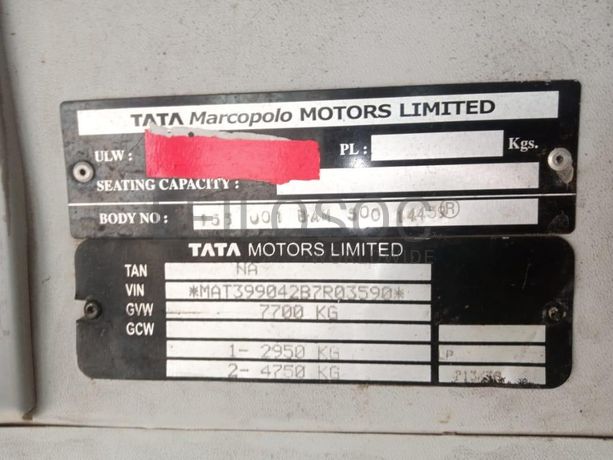 TATA Marcopolo MOTORS LIMITED
ULW : PL : Kgs.
SEATING CAPACITY :
BODY NO :
TATA MOTORS LIMITED
TAN NA
VIN *MAT399042B7R03590*
GVW 7700 KG
GCW
1- 2950 KG P
2- 4750 KG